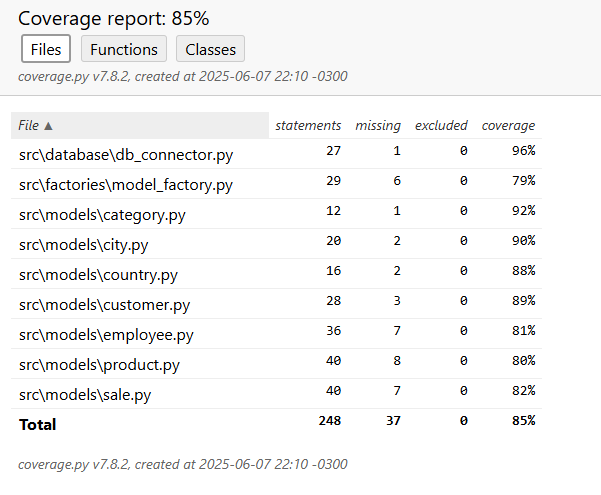 Coverage report: 85%
Files Functions Classes
coverage.py v7.8.2, created at 2025-06-07 22:10 -0300
File ▲ statements missing excluded coverage
src\database\db_connector.py 27 1 0 96%
src\factories\model_factory.py 29 6 0 79%
src\models\category.py 12 1 0 92%
src\models\city.py 20 2 0 90%
src\models\country.py 16 2 0 88%
src\models\customer.py 28 3 0 89%
src\models\employee.py 36 7 0 81%
src\models\product.py 40 8 0 80%
src\models\sale.py 40 7 0 82%
Total 248 37 0 85%
coverage.py v7.8.2, created at 2025-06-07 22:10 -0300